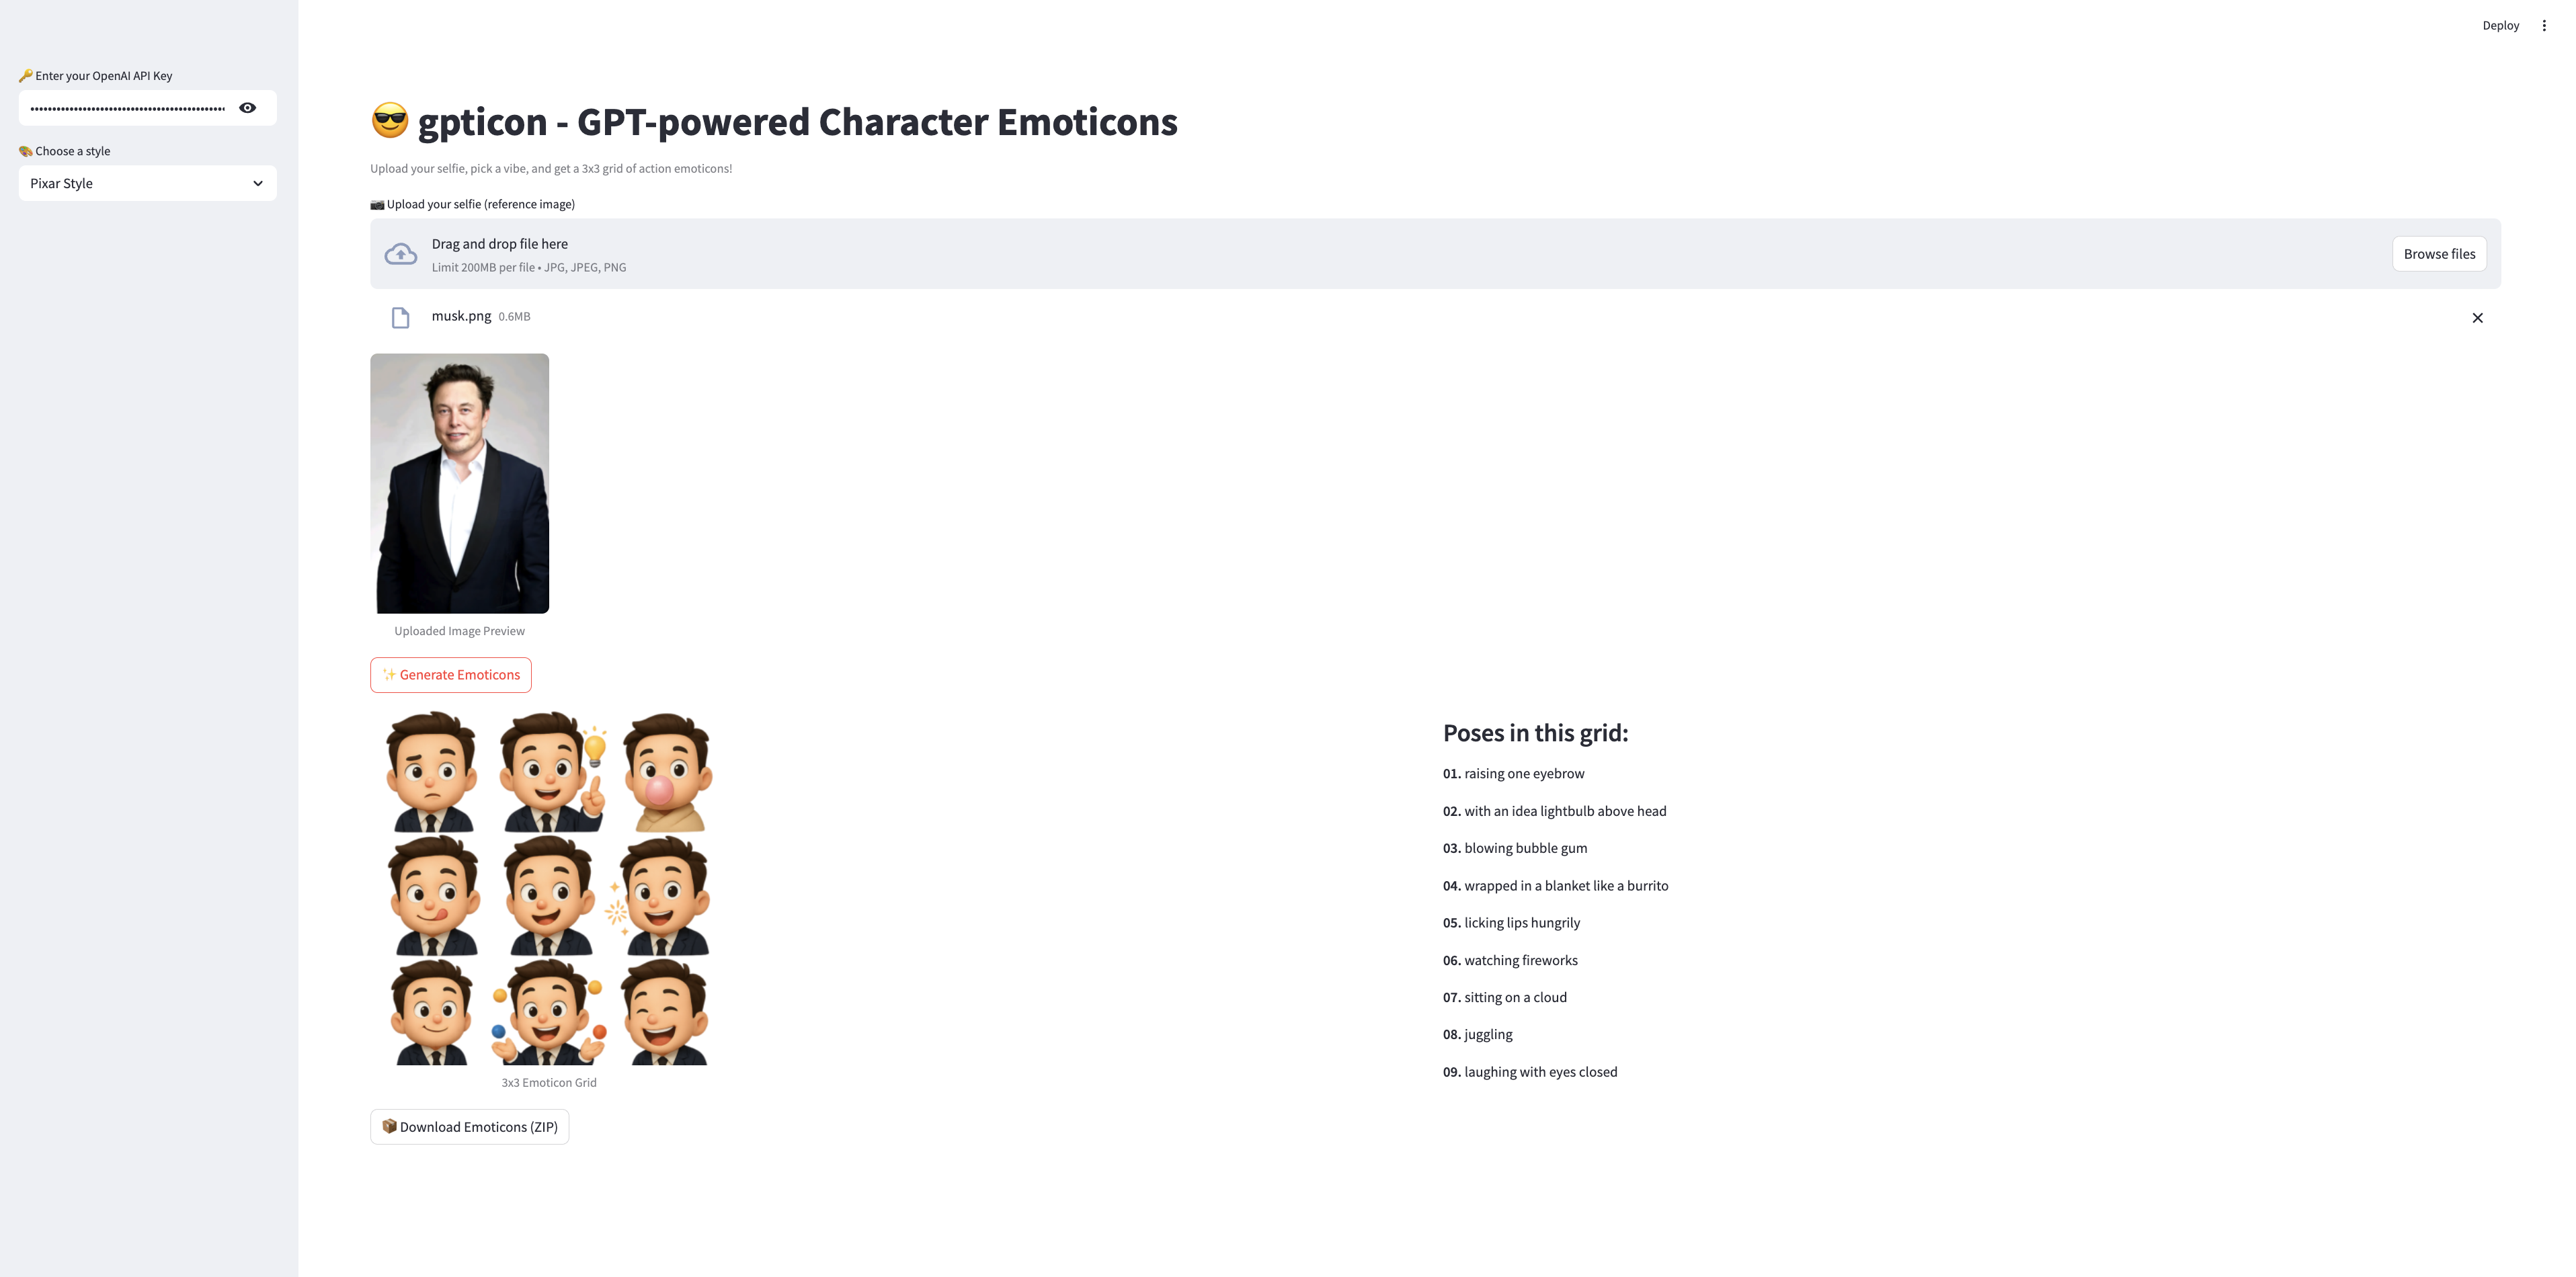 Deploy
🔑 Enter your OpenAI API Key
••••••••••••••••••••••••••••••••••••••••••••••
🎨 Choose a style
Pixar Style
😎 gpticon - GPT-powered Character Emoticons
Upload your selfie, pick a vibe, and get a 3x3 grid of action emoticons!
📷 Upload your selfie (reference image)
Drag and drop file here
Limit 200MB per file • JPG, JPEG, PNG
Browse files
musk.png 0.6MB
Uploaded Image Preview
✨ Generate Emoticons
3x3 Emoticon Grid
📦 Download Emoticons (ZIP)
Poses in this grid:
01. raising one eyebrow
02. with an idea lightbulb above head
03. blowing bubble gum
04. wrapped in a blanket like a burrito
05. licking lips hungrily
06. watching fireworks
07. sitting on a cloud
08. juggling
09. laughing with eyes closed